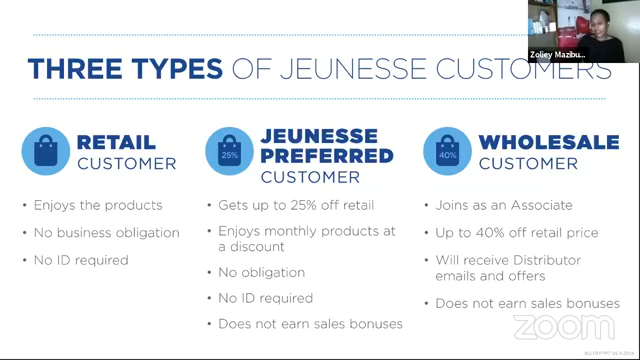 Zoliey Mazibu...
THREE TYPES OF JEUNESSE CUSTOMERS
RETAIL
CUSTOMER
• Enjoys the products
• No business obligation
• No ID required
25%
JEUNESSE
PREFERRED
CUSTOMER
• Gets up to 25% off retail
• Enjoys monthly products at
a discount
• No obligation
• No ID required
• Does not earn sales bonuses
40%
WHOLESALE
CUSTOMER
• Joins as an Associate
• Up to 40% off retail price
• Will receive Distributor
emails and offers
• Does not earn sales bonuses
zoom